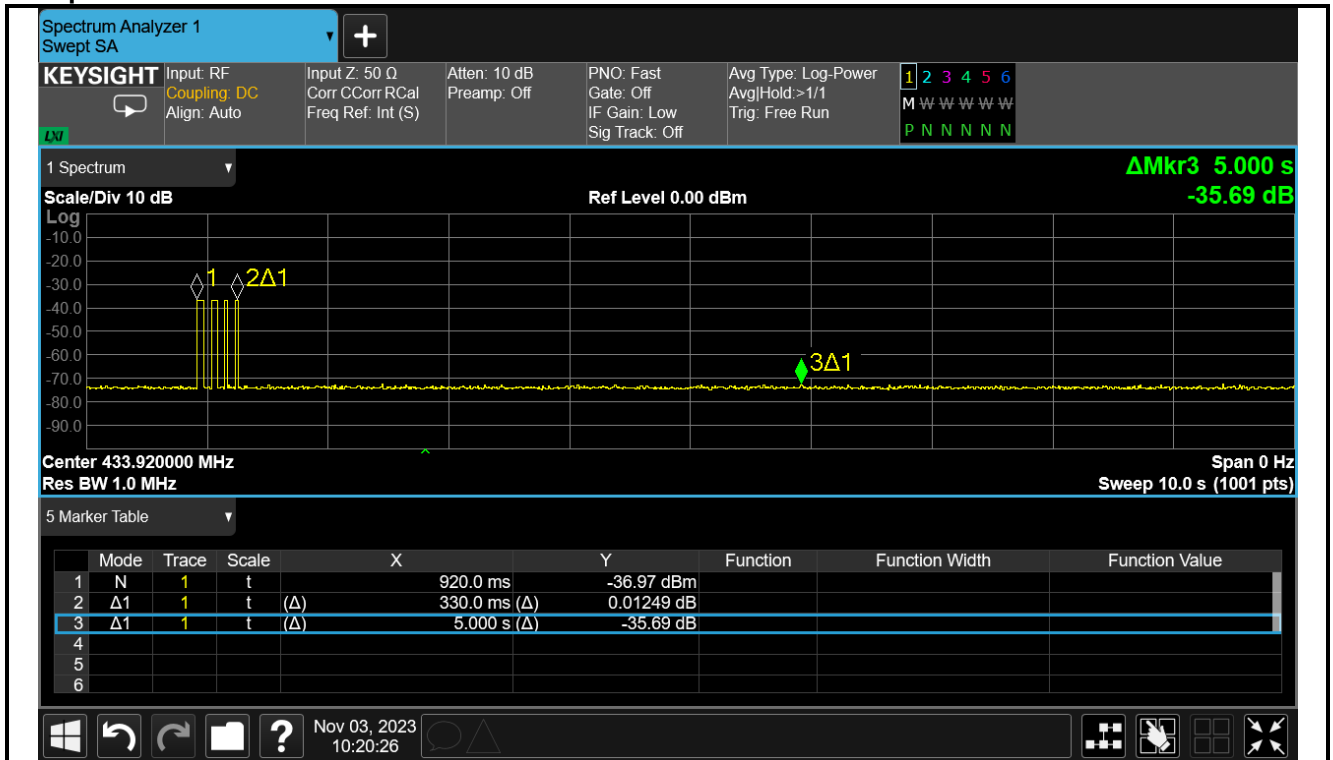 Spectrum Analyzer 1
Swept SA
KEYSIGHT
LXI
Input: RF
Coupling: DC
Align: Auto
Input Z: 50 Ω
Corr CCorr RCal
Freq Ref: Int (S)
Atten: 10 dB
Preamp: Off
PNO: Fast
Gate: Off
IF Gain: Low
Sig Track: Off
Avg Type: Log-Power
Avg|Hold:>1/1
Trig: Free Run
1 2 3 4 5 6
M W W W W W
P N N N N N
1 Spectrum
ΔMkr3 5.000 s
-35.69 dB
Scale/Div 10 dB
Ref Level 0.00 dBm
Log
-10.0
-20.0
-30.0
-40.0
-50.0
-60.0
-70.0
-80.0
-90.0
1
2Δ1
3Δ1
Center 433.920000 MHz
Res BW 1.0 MHz
Span 0 Hz
Sweep 10.0 s (1001 pts)
5 Marker Table
Mode Trace Scale X Y Function Function Width Function Value
1 N 1 t 920.0 ms -36.97 dBm
2 Δ1 1 t (Δ) 330.0 ms (Δ) 0.01249 dB
3 Δ1 1 t (Δ) 5.000 s (Δ) -35.69 dB
4
5
6
?
Nov 03, 2023
10:20:26